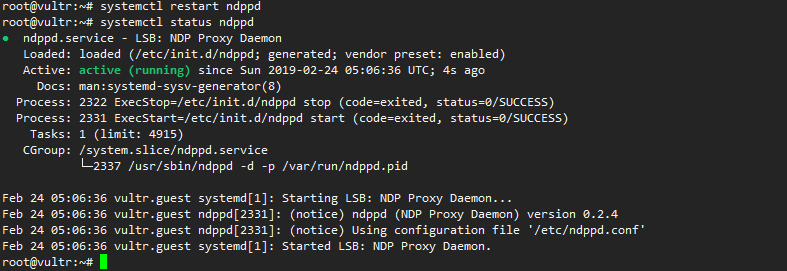 root@vultr:~# systemctl restart ndppd
root@vultr:~# systemctl status ndppd
● ndppd.service - LSB: NDP Proxy Daemon
   Loaded: loaded (/etc/init.d/ndppd; generated; vendor preset: enabled)
   Active: active (running) since Sun 2019-02-24 05:06:36 UTC; 4s ago
     Docs: man:systemd-sysv-generator(8)
  Process: 2322 ExecStop=/etc/init.d/ndppd stop (code=exited, status=0/SUCCESS)
  Process: 2331 ExecStart=/etc/init.d/ndppd start (code=exited, status=0/SUCCESS)
    Tasks: 1 (limit: 4915)
   CGroup: /system.slice/ndppd.service
           └─2337 /usr/sbin/ndppd -d -p /var/run/ndppd.pid
Feb 24 05:06:36 vultr.guest systemd[1]: Starting LSB: NDP Proxy Daemon...
Feb 24 05:06:36 vultr.guest ndppd[2331]: (notice) ndppd (NDP Proxy Daemon) version 0.2.4
Feb 24 05:06:36 vultr.guest ndppd[2331]: (notice) Using configuration file '/etc/ndppd.conf'
Feb 24 05:06:36 vultr.guest systemd[1]: Started LSB: NDP Proxy Daemon.
root@vultr:~#